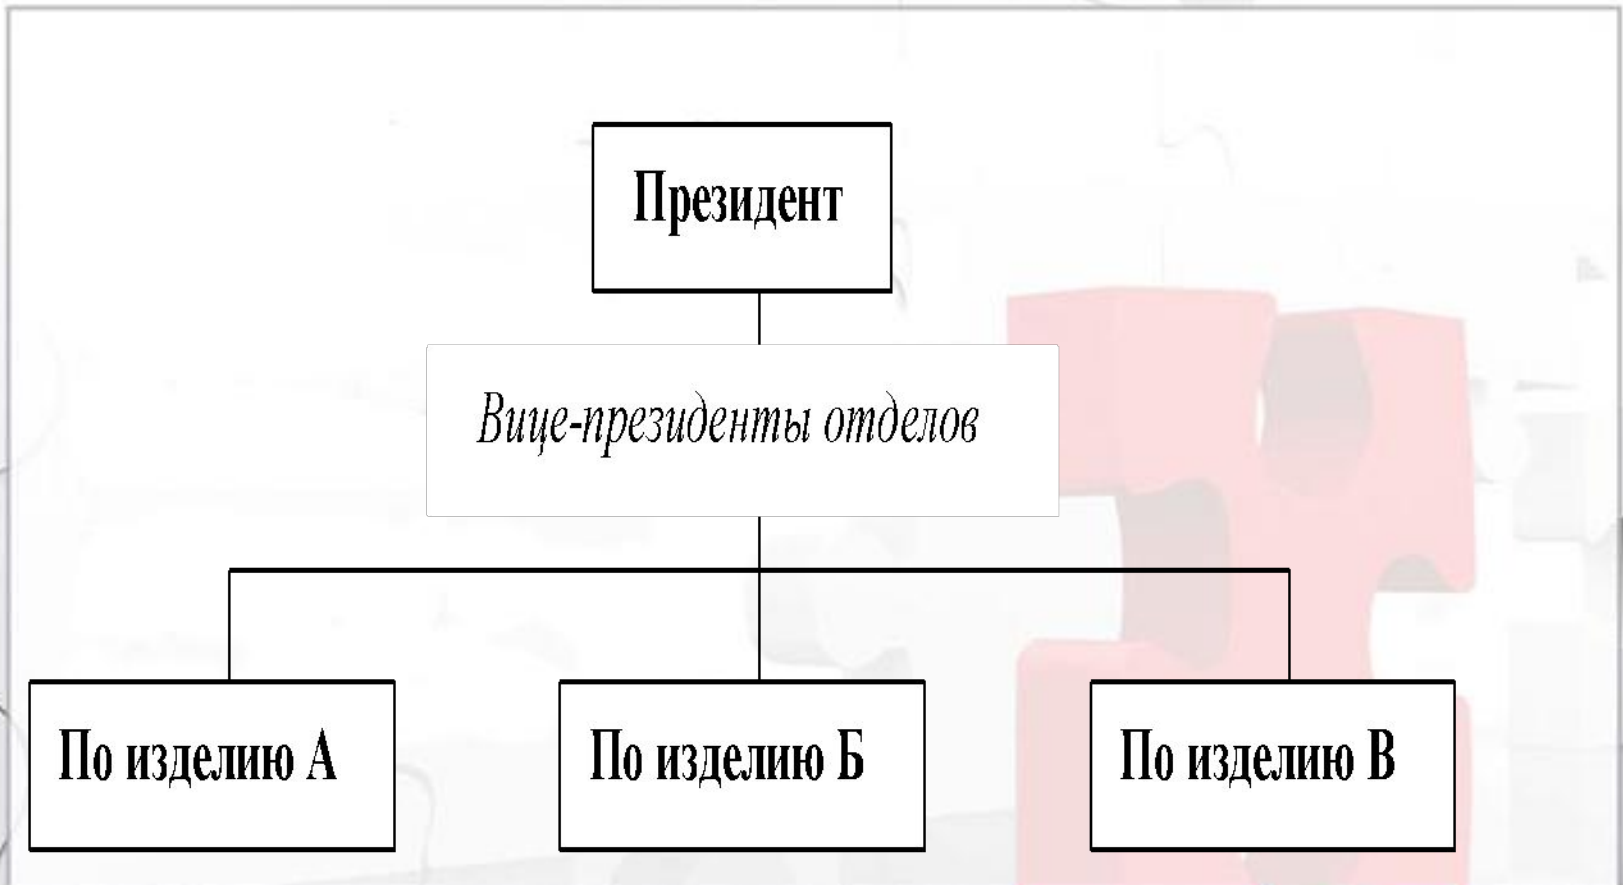 Президент
Вице-президенты отделов
По изделию А
По изделию Б
По изделию В